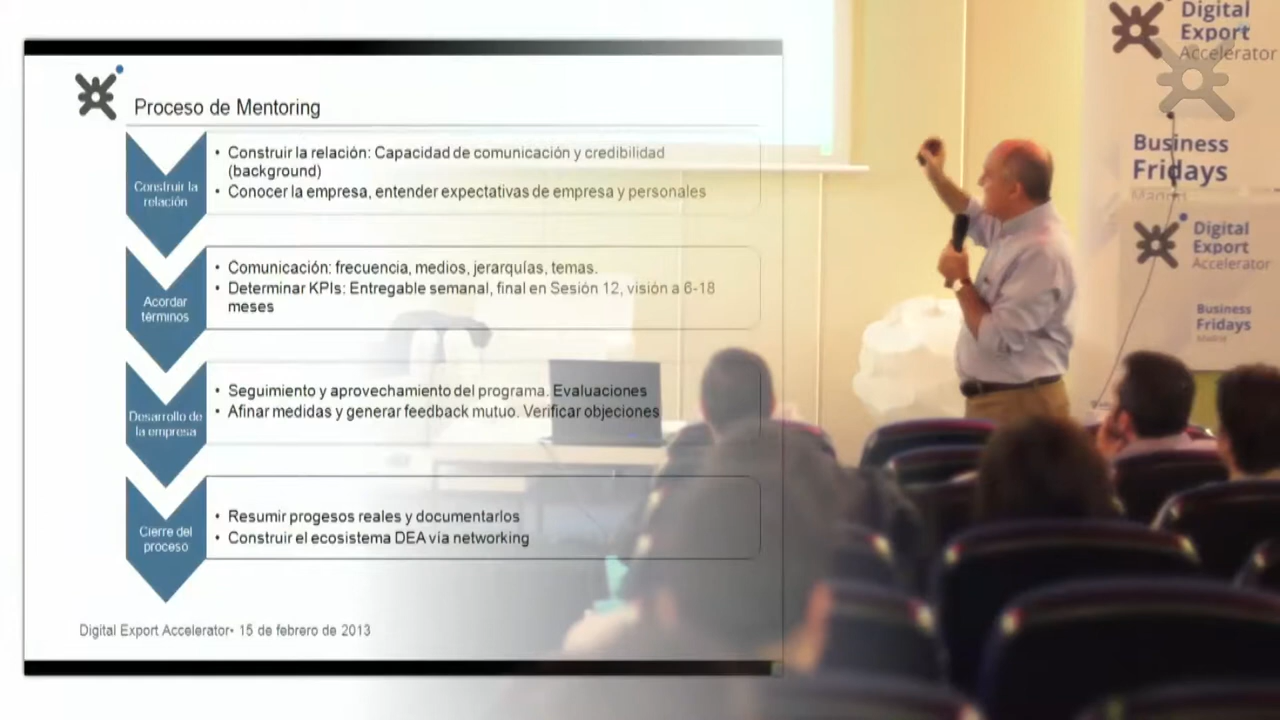 Proceso de Mentoring
Construir la
relación
• Construir la relación: Capacidad de comunicación y credibilidad
(background)
• Conocer la empresa, entender expectativas de empresa y personales
Acordar
términos
• Comunicación: frecuencia, medios, jerarquías, temas.
• Determinar KPIs: Entregable semanal, final en Sesión 12, visión a 6-18
meses
Desarrollo de
la empresa
• Seguimiento y aprovechamiento del programa. Evaluaciones
• Afinar medidas y generar feedback mutuo. Verificar objeciones
Cierre del
proceso
• Resumir progesos reales y documentarlos
• Construir el ecosistema DEA vía networking
Digital Export Accelerator• 15 de febrero de 2013
Digital
Export
Accelerator
Business
Fridays
Madrid
Digital
Export
Accelerator
Business
Fridays
Madrid